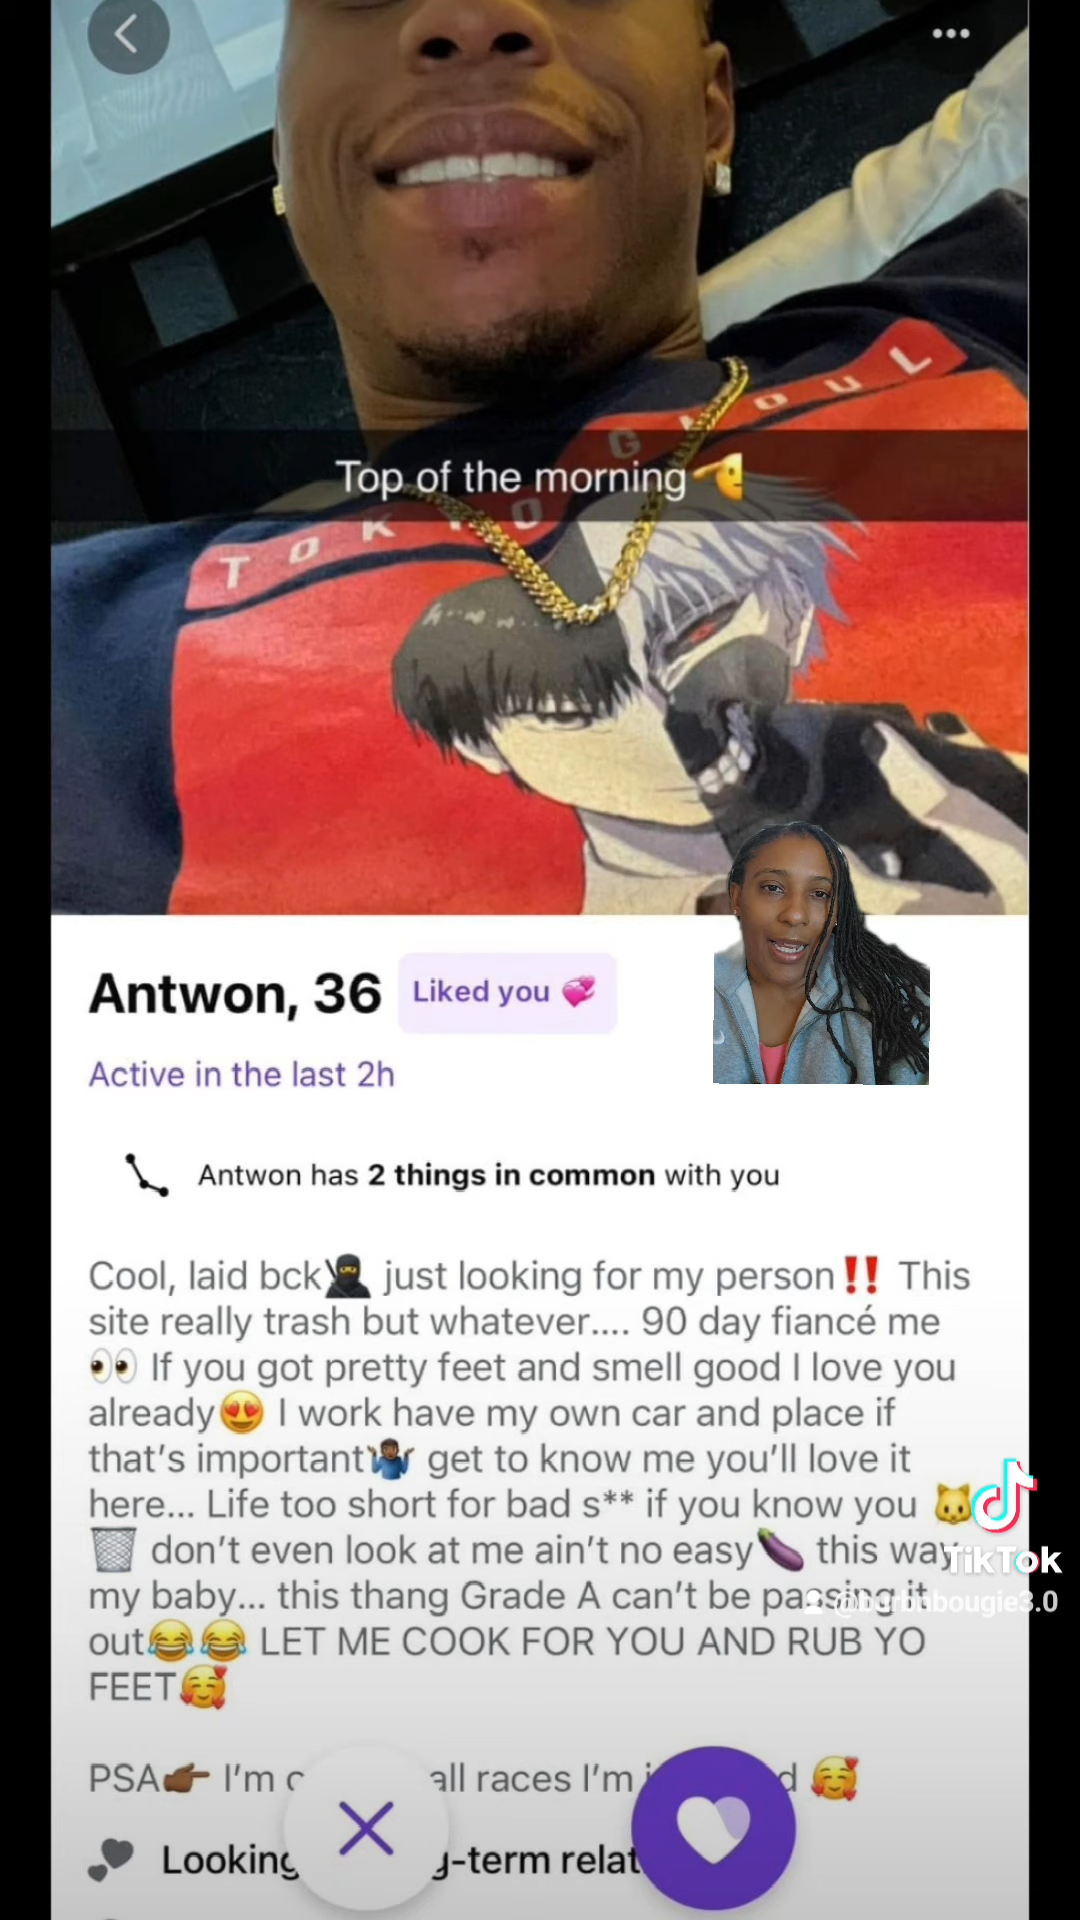 Top of the morning🫡
G H O U L
T O K Y O
Antwon, 36 Liked you 💞
Active in the last 2h
Antwon has 2 things in common with you
Cool, laid bck🥷🏿 just looking for my person‼️ This
site really trash but whatever.... 90 day fiancé me
👀 If you got pretty feet and smell good I love you
already😍 I work have my own car and place if
that's important🤷🏿‍♂️ get to know me you'll love it
here... Life too short for bad s** if you know you 🐱
🗑️ don't even look at me ain't no easy🍆 this way
my baby... this thang Grade A can't be passing it
out😂😂 LET ME COOK FOR YOU AND RUB YO
FEET🥰
PSA👉🏾 I'm all races I'm 🥰
Looking g-term relat
TikTok
@burbnbougie3.0